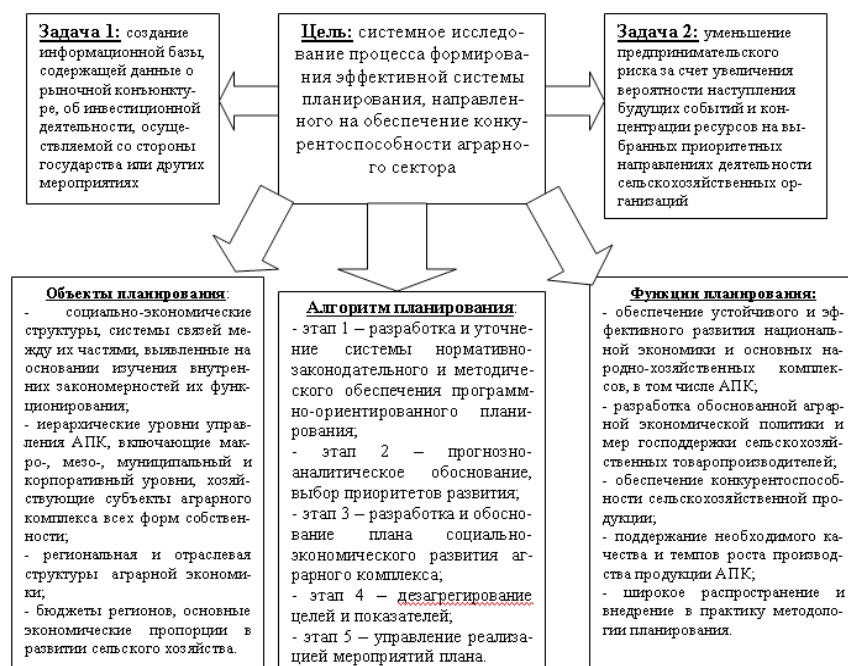 Задача 1: создание
информационной базы,
содержащей данные о
рыночной конъюнкту-
ре, об инвестиционной
деятельности, осуще-
ствляемой со стороны
государства или других
мероприятиях
Цель: системное исследо-
вание процесса формирова-
ния эффективной системы
планирования, направлен-
ного на обеспечение конку-
рентоспособности аграрно-
го сектора
Задача 2: уменьшение
предпринимательского
риска за счет увеличения
вероятности наступления
будущих событий и кон-
центрации ресурсов на вы-
бранных приоритетных
направлениях деятельности
сельскохозяйственных ор-
ганизаций
Объекты планирования:
- социально-экономические
структуры, системы связей ме-
жду их частями, выявленные на
основании изучения внутрен-
них закономерностей их функ-
ционирования;
- иерархические уровни управ-
ления АПК, включающие мак-
ро-, мезо-, муниципальный и
корпоративный уровни, хозяй-
ствующие субъекты аграрного
комплекса всех форм собствен-
ности;
- региональная и отраслевая
структуры аграрной экономи-
ки;
- бюджеты регионов, основные
экономические пропорции в
развитии сельского хозяйства.
Алгоритм планирования:
- этап 1 – разработка и уточне-
ние системы нормативно-
законодательного и методиче-
ского обеспечения программ-
но-ориентированного плани-
рования;
- этап 2 – прогнозно-
аналитическое обоснование,
выбор приоритетов развития;
- этап 3 – разработка и обосно-
вание плана социально-
экономического развития аг-
рарного комплекса;
- этап 4 – дезагрегирование
целей и показателей;
- этап 5 – управление реализа-
цией мероприятий плана.
Функции планирования:
- обеспечение устойчивого и эф-
фективного развития националь-
ной экономики и основных на-
родно-хозяйственных комплек-
сов, в том числе АПК;
- разработка обоснованной аграр-
ной экономической политики и
мер господдержки сельскохозяй-
ственных товаропроизводителей;
- обеспечение конкурентоспособ-
ности сельскохозяйственной про-
дукции;
- поддержание необходимого ка-
чества и темпов роста производ-
ства продукции АПК;
- широкое распространение и
внедрение в практику методоло-
гии планирования.